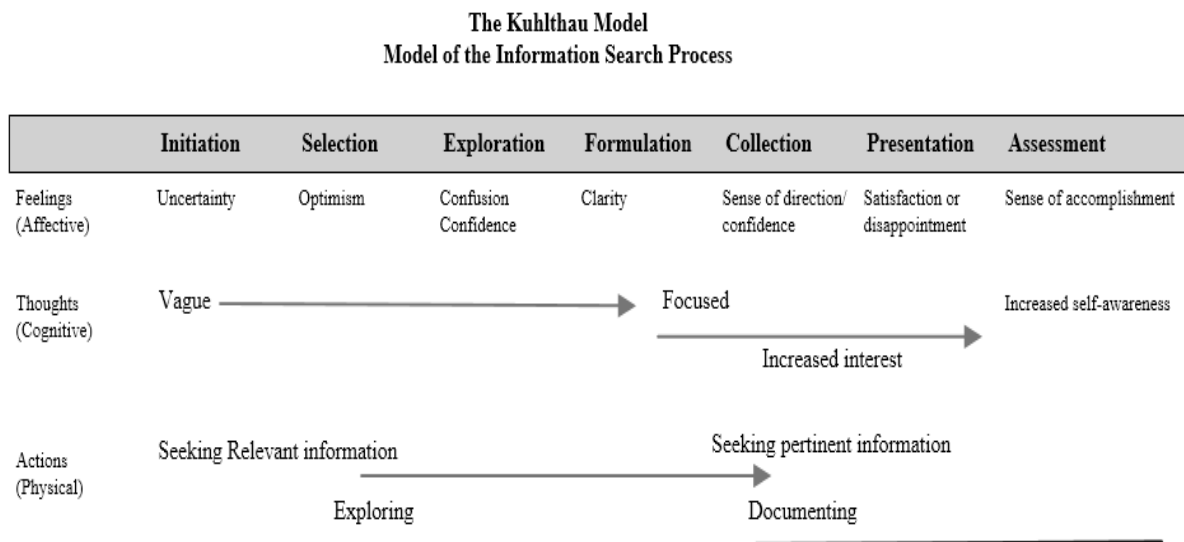 The Kuhlthau Model
Model of the Information Search Process
Initiation Selection Exploration Formulation Collection Presentation Assessment
Feelings Uncertainty Optimism Confusion Clarity Sense of direction/ Satisfaction or Sense of accomplishment
(Affective) Confidence confidence disappointment
Thoughts Vague Focused Increased self-awareness
(Cognitive)
Increased interest
Seeking Relevant information Seeking pertinent information
Actions
(Physical)
Exploring Documenting